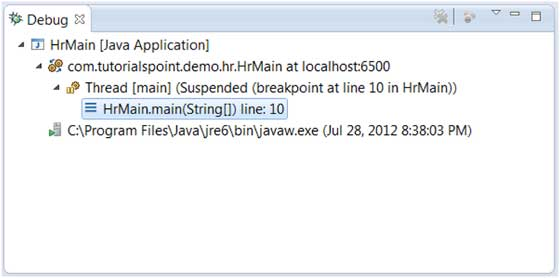 Debug
HrMain [Java Application]
com.tutorialspoint.demo.hr.HrMain at localhost:6500
Thread [main] (Suspended (breakpoint at line 10 in HrMain))
HrMain.main(String[]) line: 10
C:\Program Files\Java\jre6\bin\javaw.exe (Jul 28, 2012 8:38:03 PM)